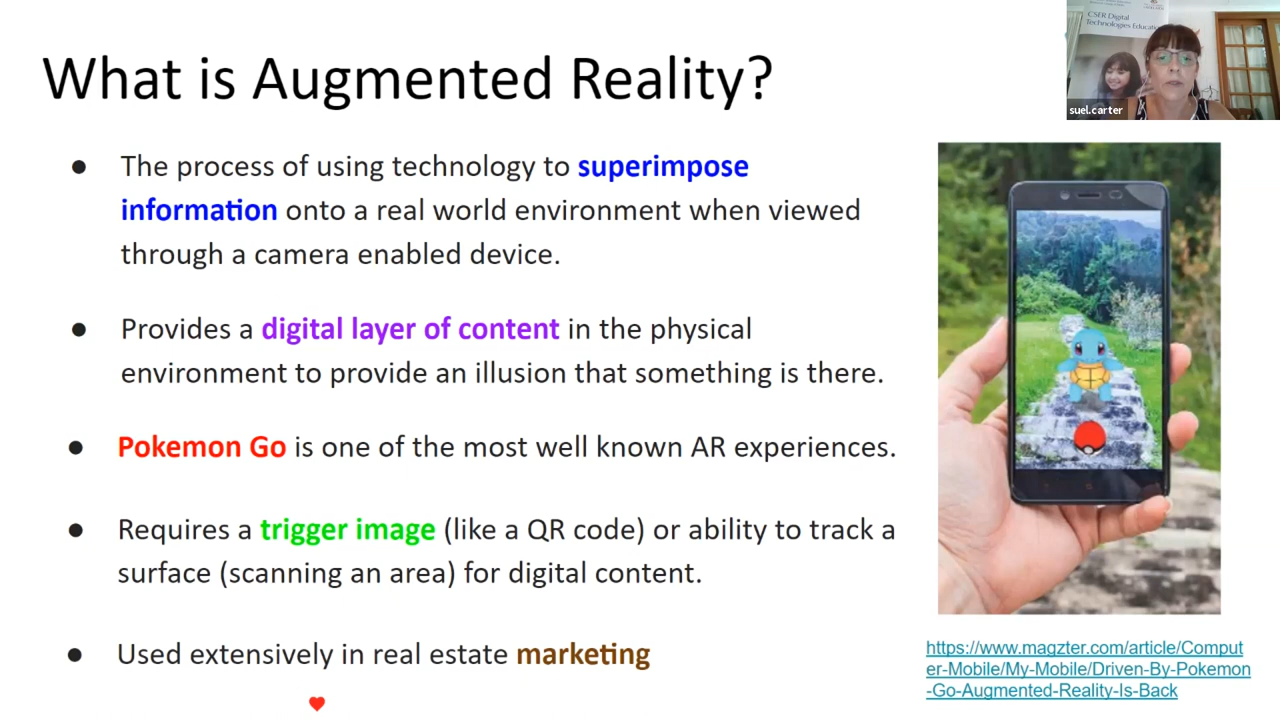 What is Augmented Reality?
CSER Digital
Technologies Education
suel.carter
● The process of using technology to superimpose
information onto a real world environment when viewed
through a camera enabled device.
● Provides a digital layer of content in the physical
environment to provide an illusion that something is there.
● Pokemon Go is one of the most well known AR experiences.
● Requires a trigger image (like a QR code) or ability to track a
surface (scanning an area) for digital content.
● Used extensively in real estate marketing
https://www.magzter.com/article/Comput
er-Mobile/My-Mobile/Driven-By-Pokemon
-Go-Augmented-Reality-Is-Back